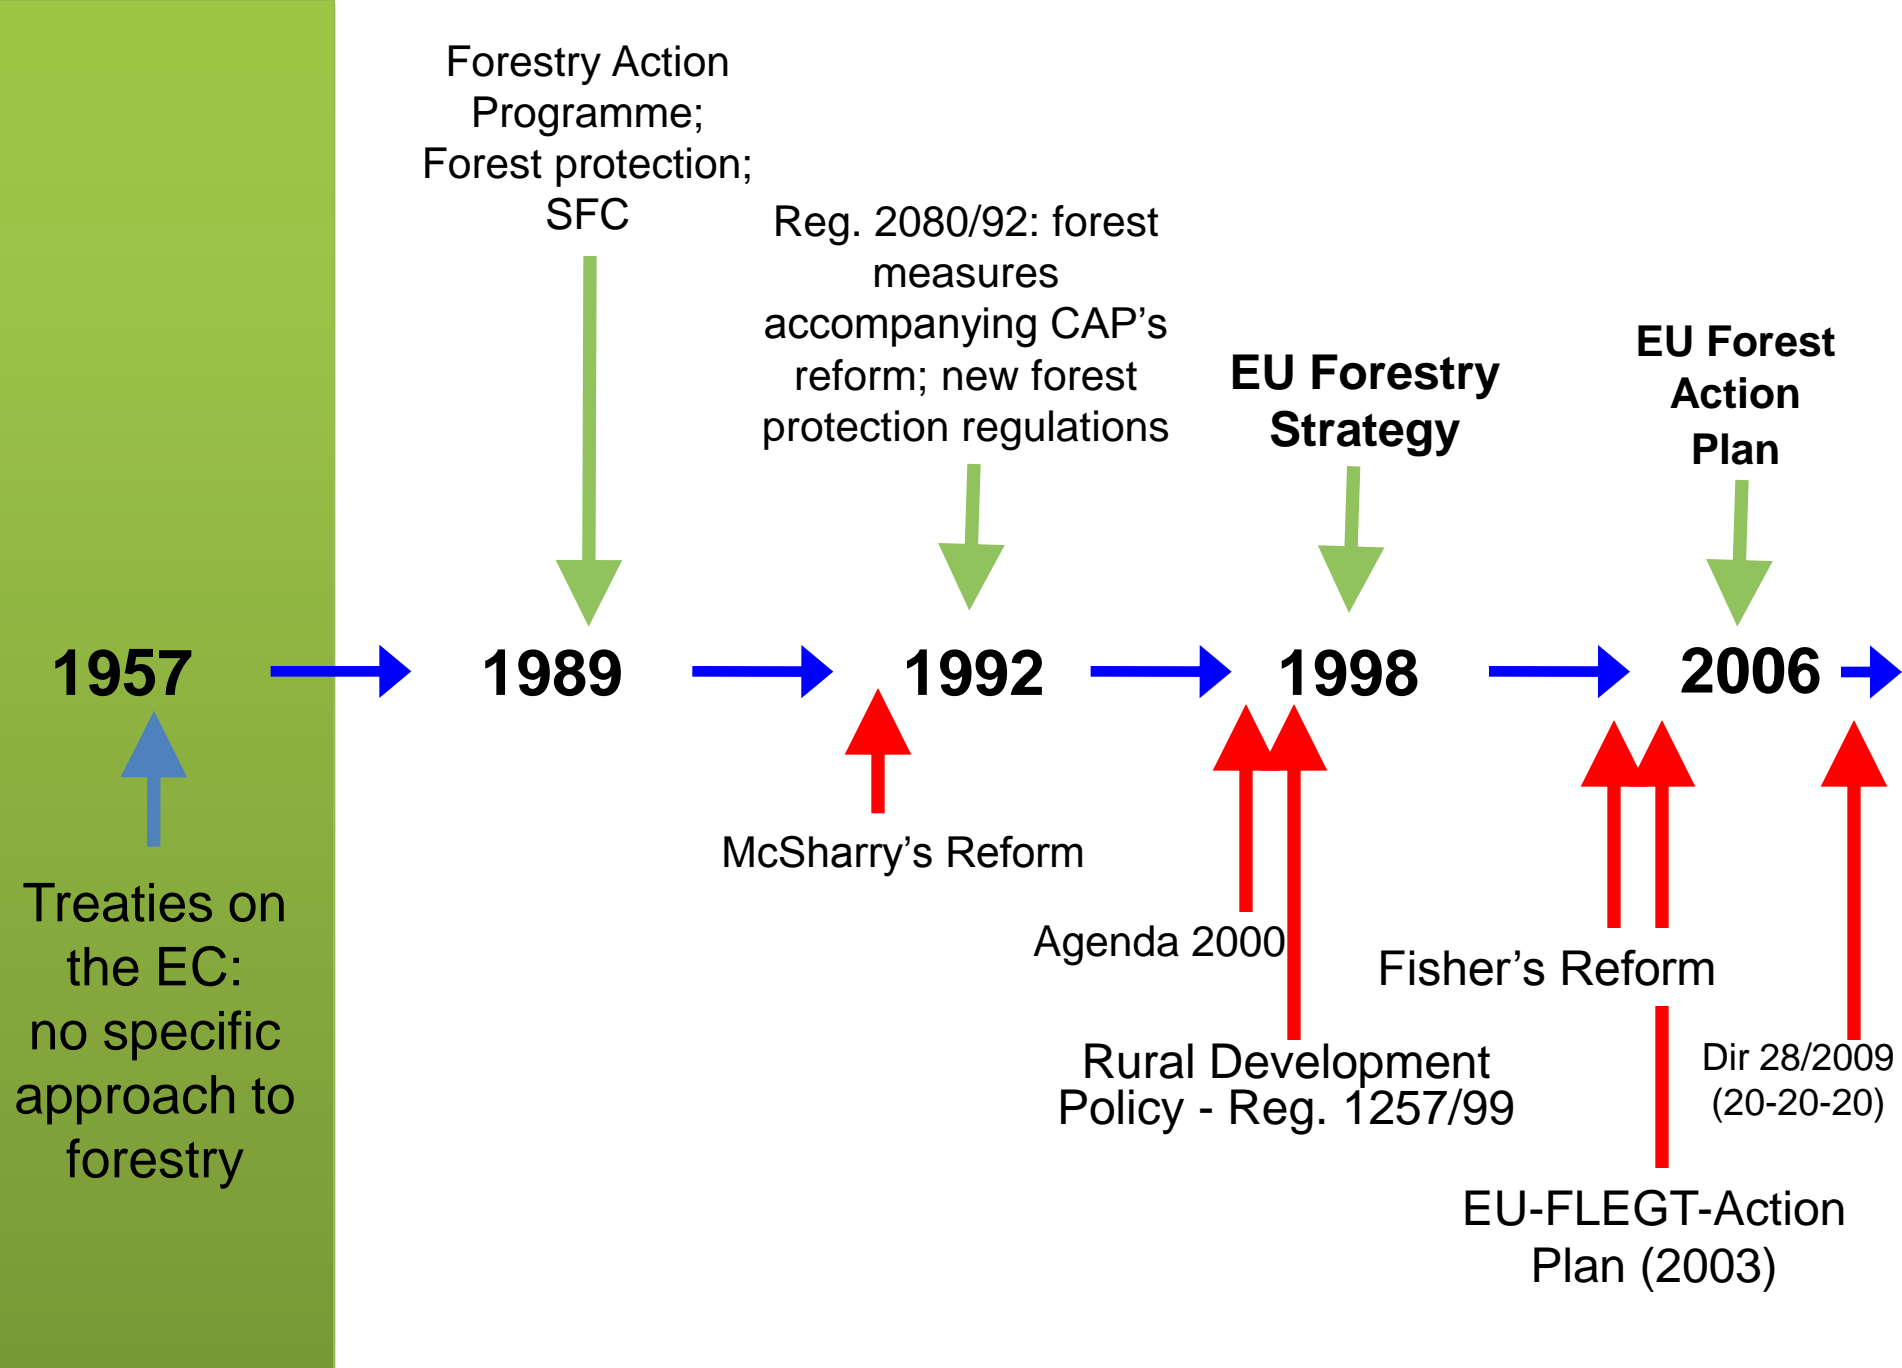 Forestry Action
Programme;
Forest protection;
SFC
Reg. 2080/92: forest
measures
accompanying CAP’s
reform; new forest
protection regulations
EU Forestry
Strategy
EU Forest
Action
Plan
1957
1989
1992
1998
2006
Treaties on
the EC:
no specific
approach to
forestry
McSharry’s Reform
Agenda 2000
Rural Development
Policy - Reg. 1257/99
Fisher’s Reform
EU-FLEGT-Action
Plan (2003)
Dir 28/2009
(20-20-20)